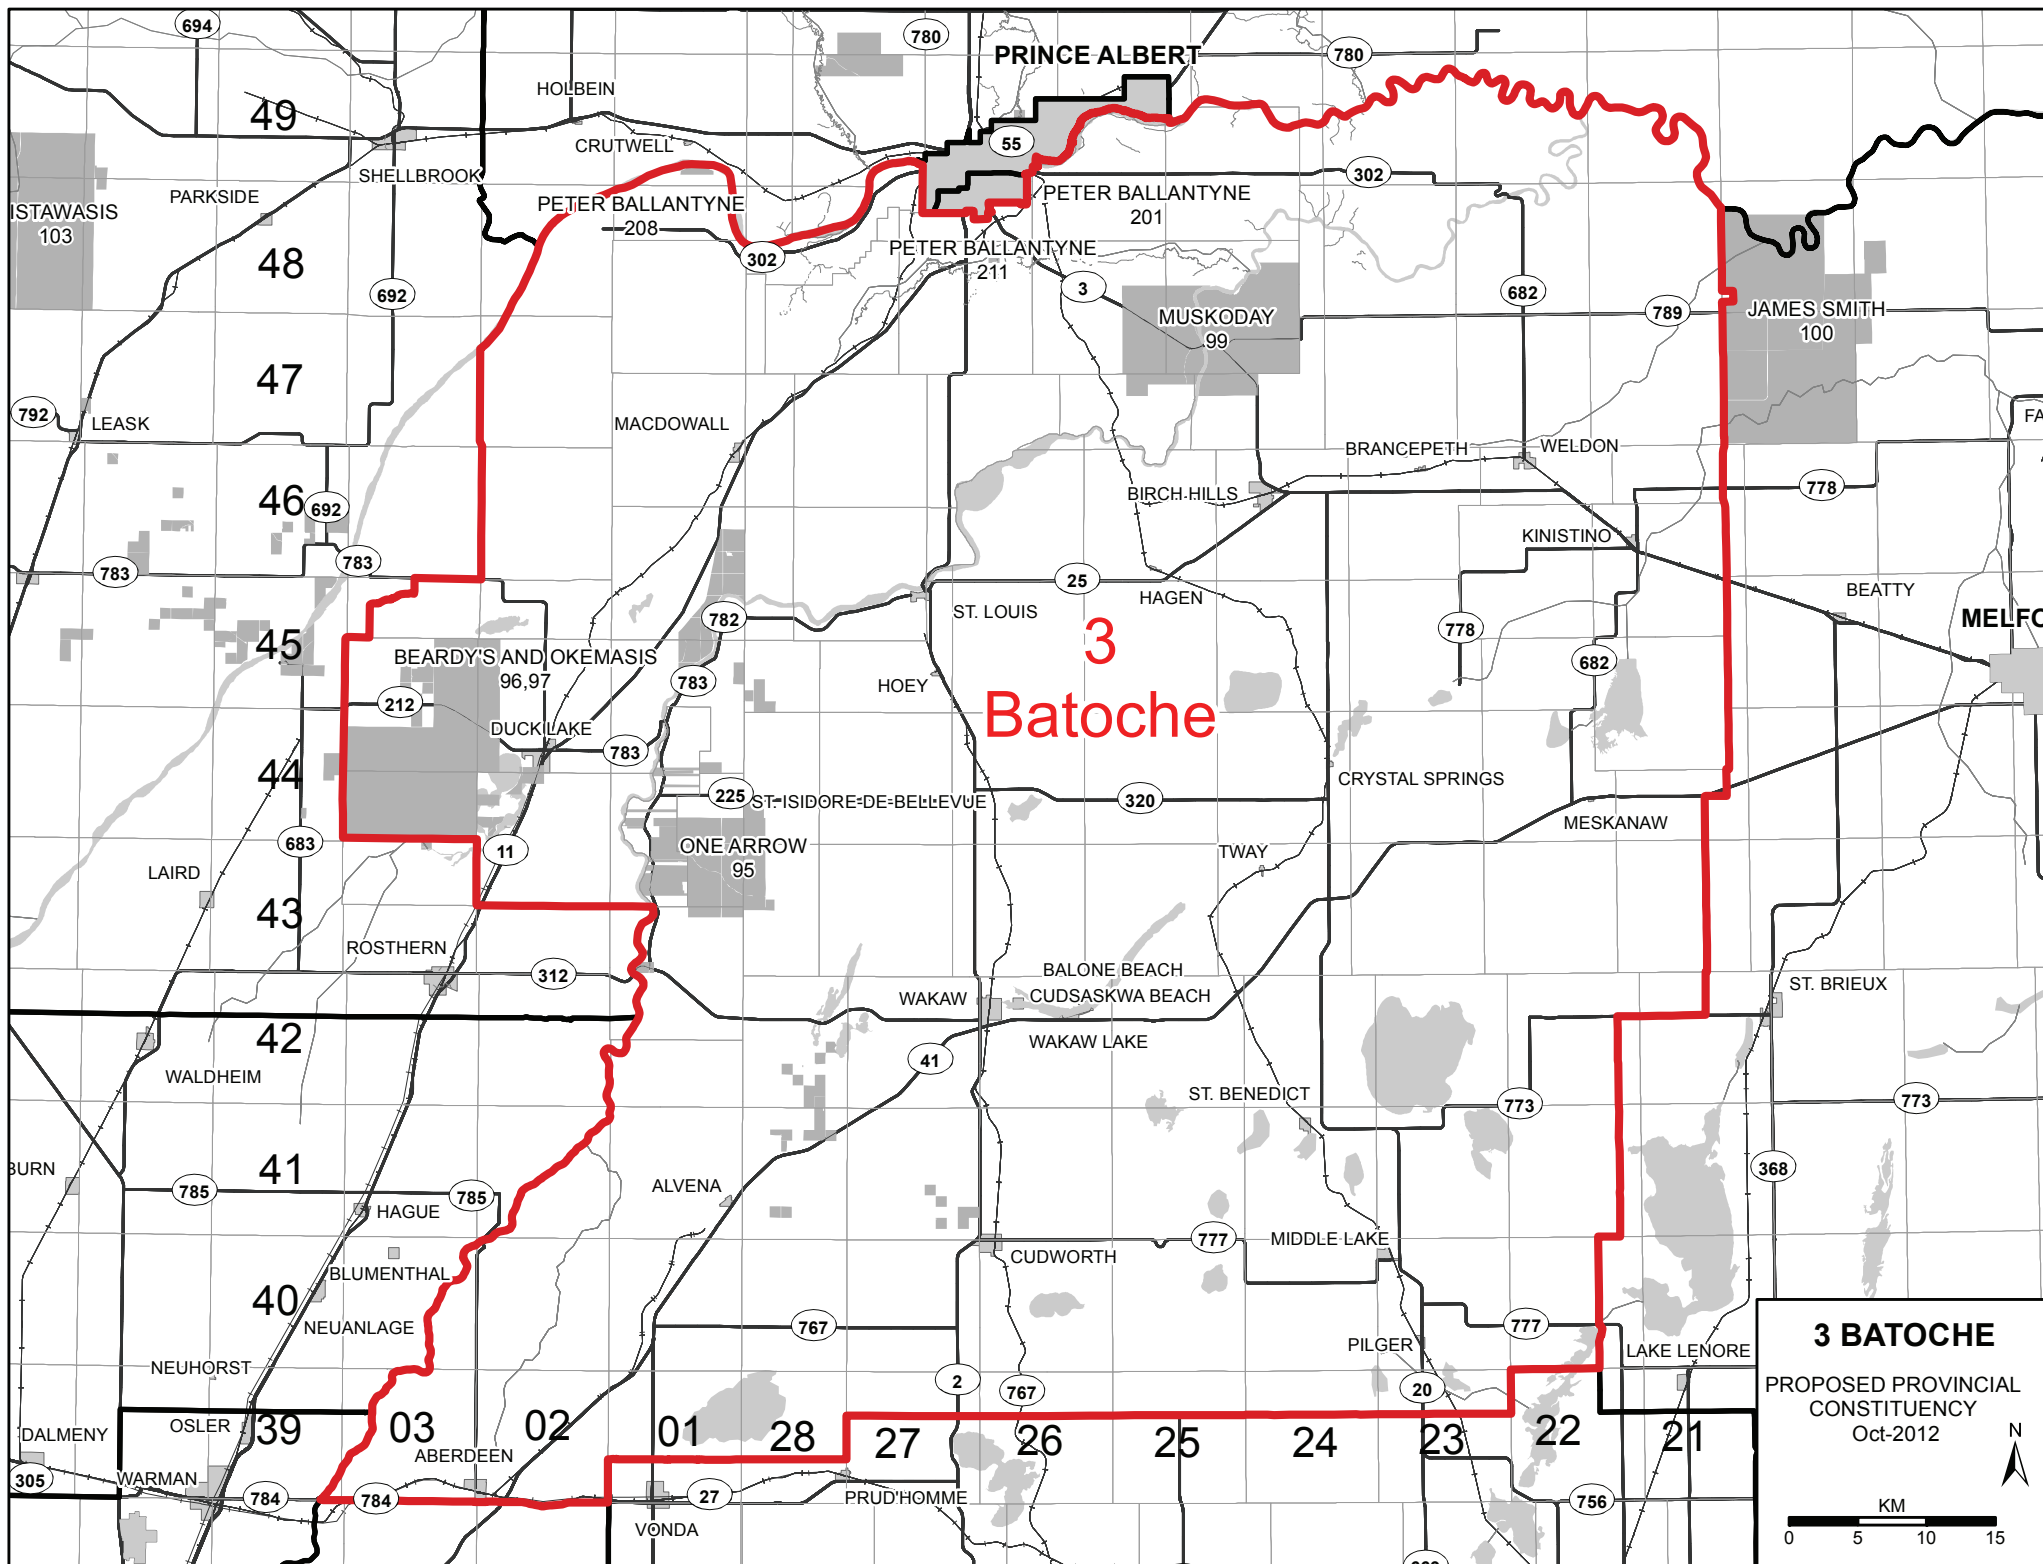 694
780
PRINCE ALBERT
780
HOLBEIN
49
CRUTWELL
55
SHELLBROOK
302
PARKSIDE
PETER BALLANTYNE
208
PETER BALLANTYNE
201
ISTAWASIS
103
48
302
PETER BALLANTYNE
211
3
692
682
789
MUSKODAY
99
JAMES SMITH
100
47
792
LEASK
MACDOWALL
FA
BRANCEPETH
WELDON
46
692
BIRCH HILLS
778
KINISTINO
783
783
25
HAGEN
BEATTY
782
ST. LOUIS
MELFO
3
778
45
BEARDY'S AND OKEMASIS
96,97
682
783
HOEY
212
Batoche
DUCK LAKE
783
44
CRYSTAL SPRINGS
225
ST. ISIDORE-DE-BELLEVUE
320
MESKANAW
683
11
ONE ARROW
95
TWAY
LAIRD
43
ROSTHERN
312
BALONE BEACH
WAKAW
CUDSASKWA BEACH
ST. BRIEUX
42
WAKAW LAKE
41
WALDHEIM
ST. BENEDICT
773
773
41
BURN
368
785
785
ALVENA
HAGUE
777
MIDDLE LAKE
CUDWORTH
BLUMENTHAL
40
NEUANLAGE
767
777
3 BATOCHE
PILGER
LAKE LENORE
NEUHORST
2
767
20
PROPOSED PROVINCIAL
CONSTITUENCY
Oct-2012
OSLER
39
03
02
01
28
27
26
25
24
23
22
21
DALMENY
ABERDEEN
N
305
WARMAN
784
784
27
PRUD'HOMME
756
KM
VONDA
0
5
10
15